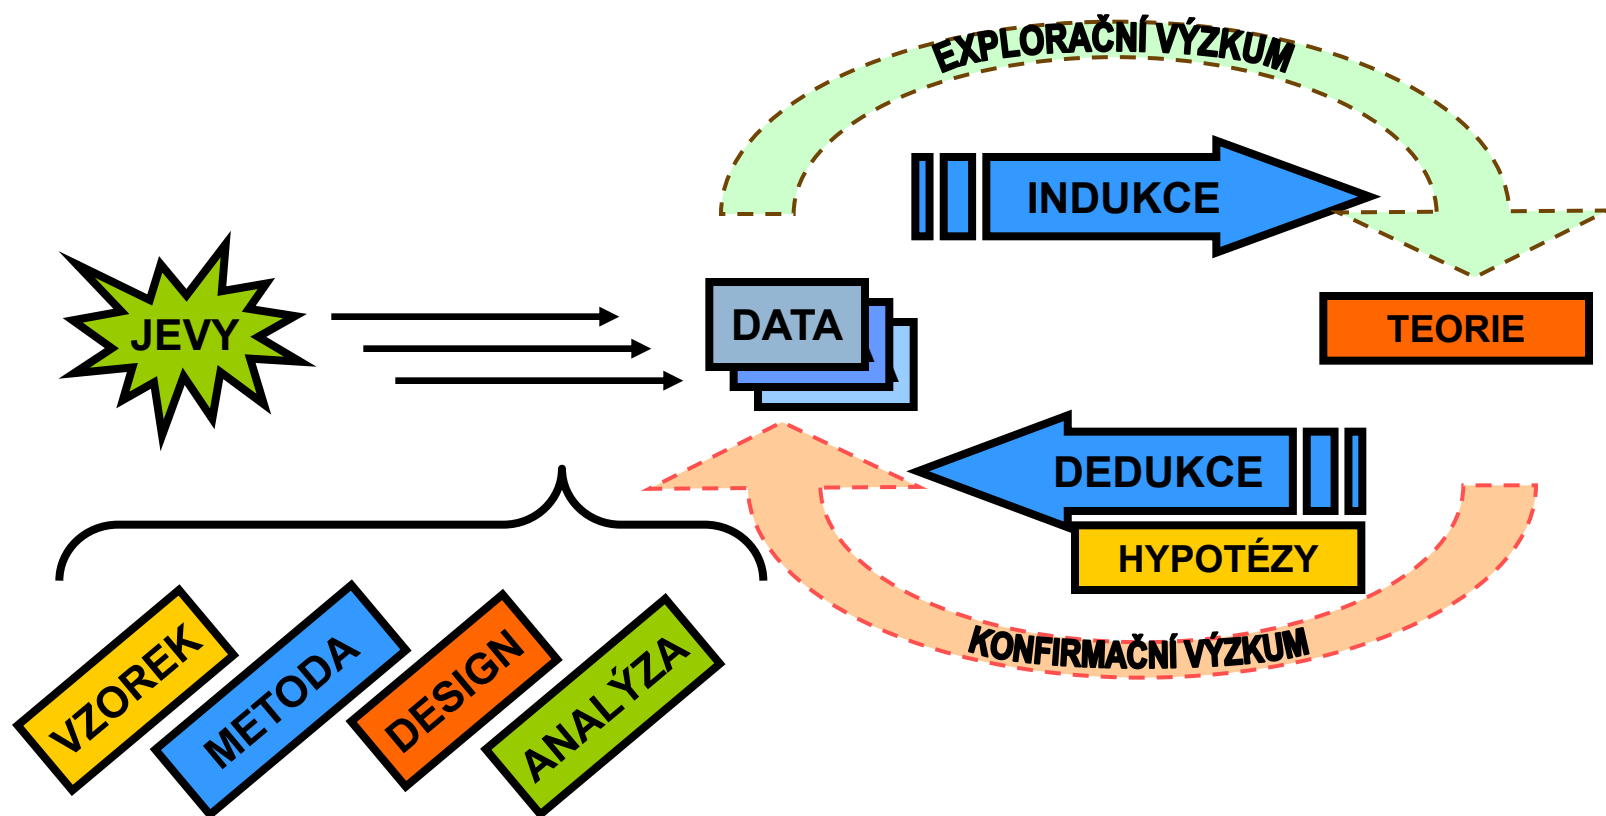 EXPLORAČNÍ VÝZKUM
INDUKCE
JEVY
DATA
TEORIE
DEDUKCE
HYPOTÉZY
KONFIRMAČNÍ VÝZKUM
VZOREK
METODA
DESIGN
ANALÝZA